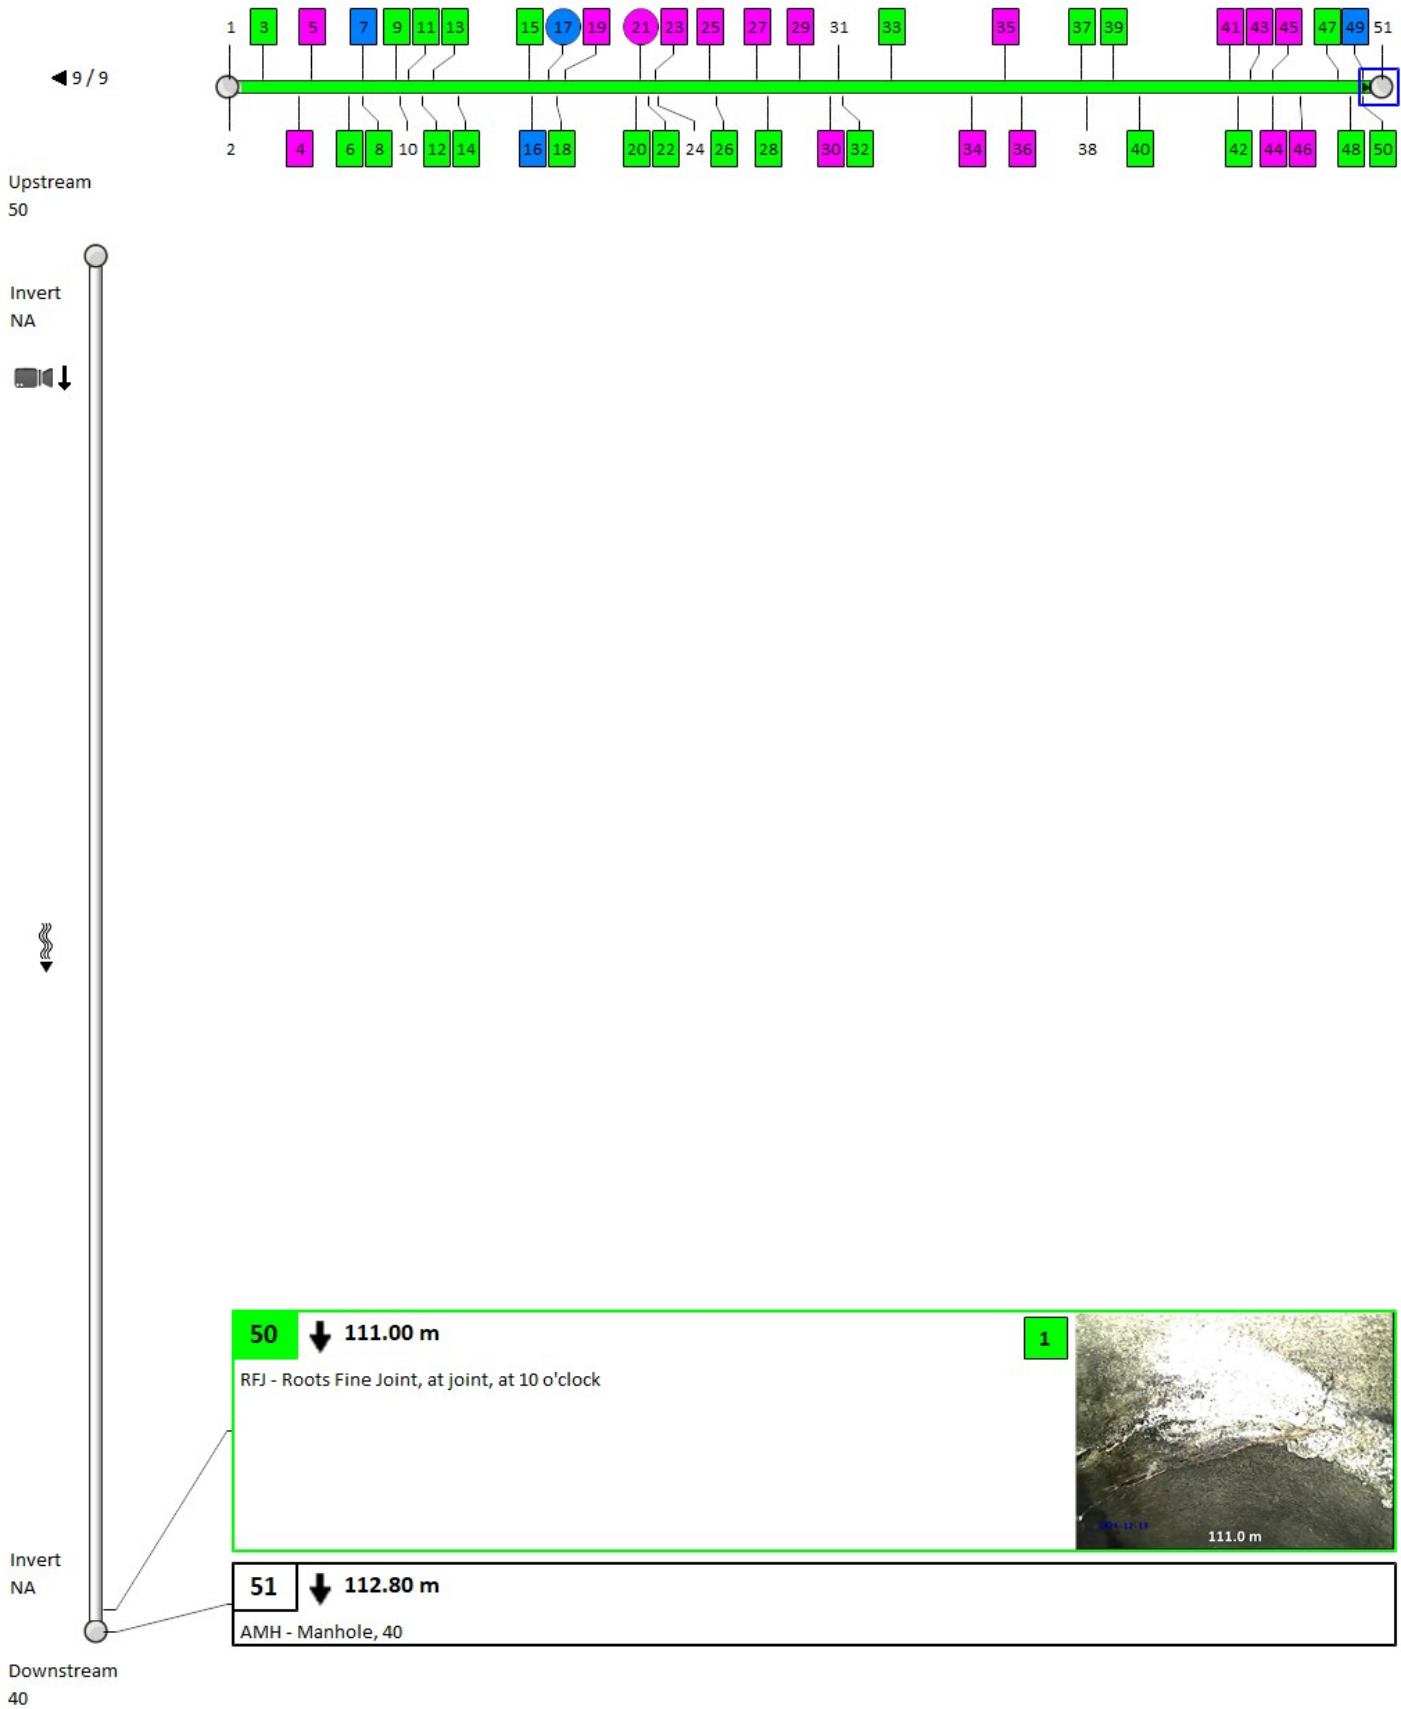 1 3 5 7 9 11 13 15 17 19 21 23 25 27 29 31 33 35 37 39 41 43 45 47 49 51
9 / 9
2 4 6 8 10 12 14 16 18 20 22 24 26 28 30 32 34 36 38 40 42 44 46 48 50
Upstream
50
Invert
NA
50 111.00 m 1
RFJ - Roots Fine Joint, at joint, at 10 o'clock
111.0 m
Invert
NA
51 112.80 m
AMH - Manhole, 40
Downstream
40